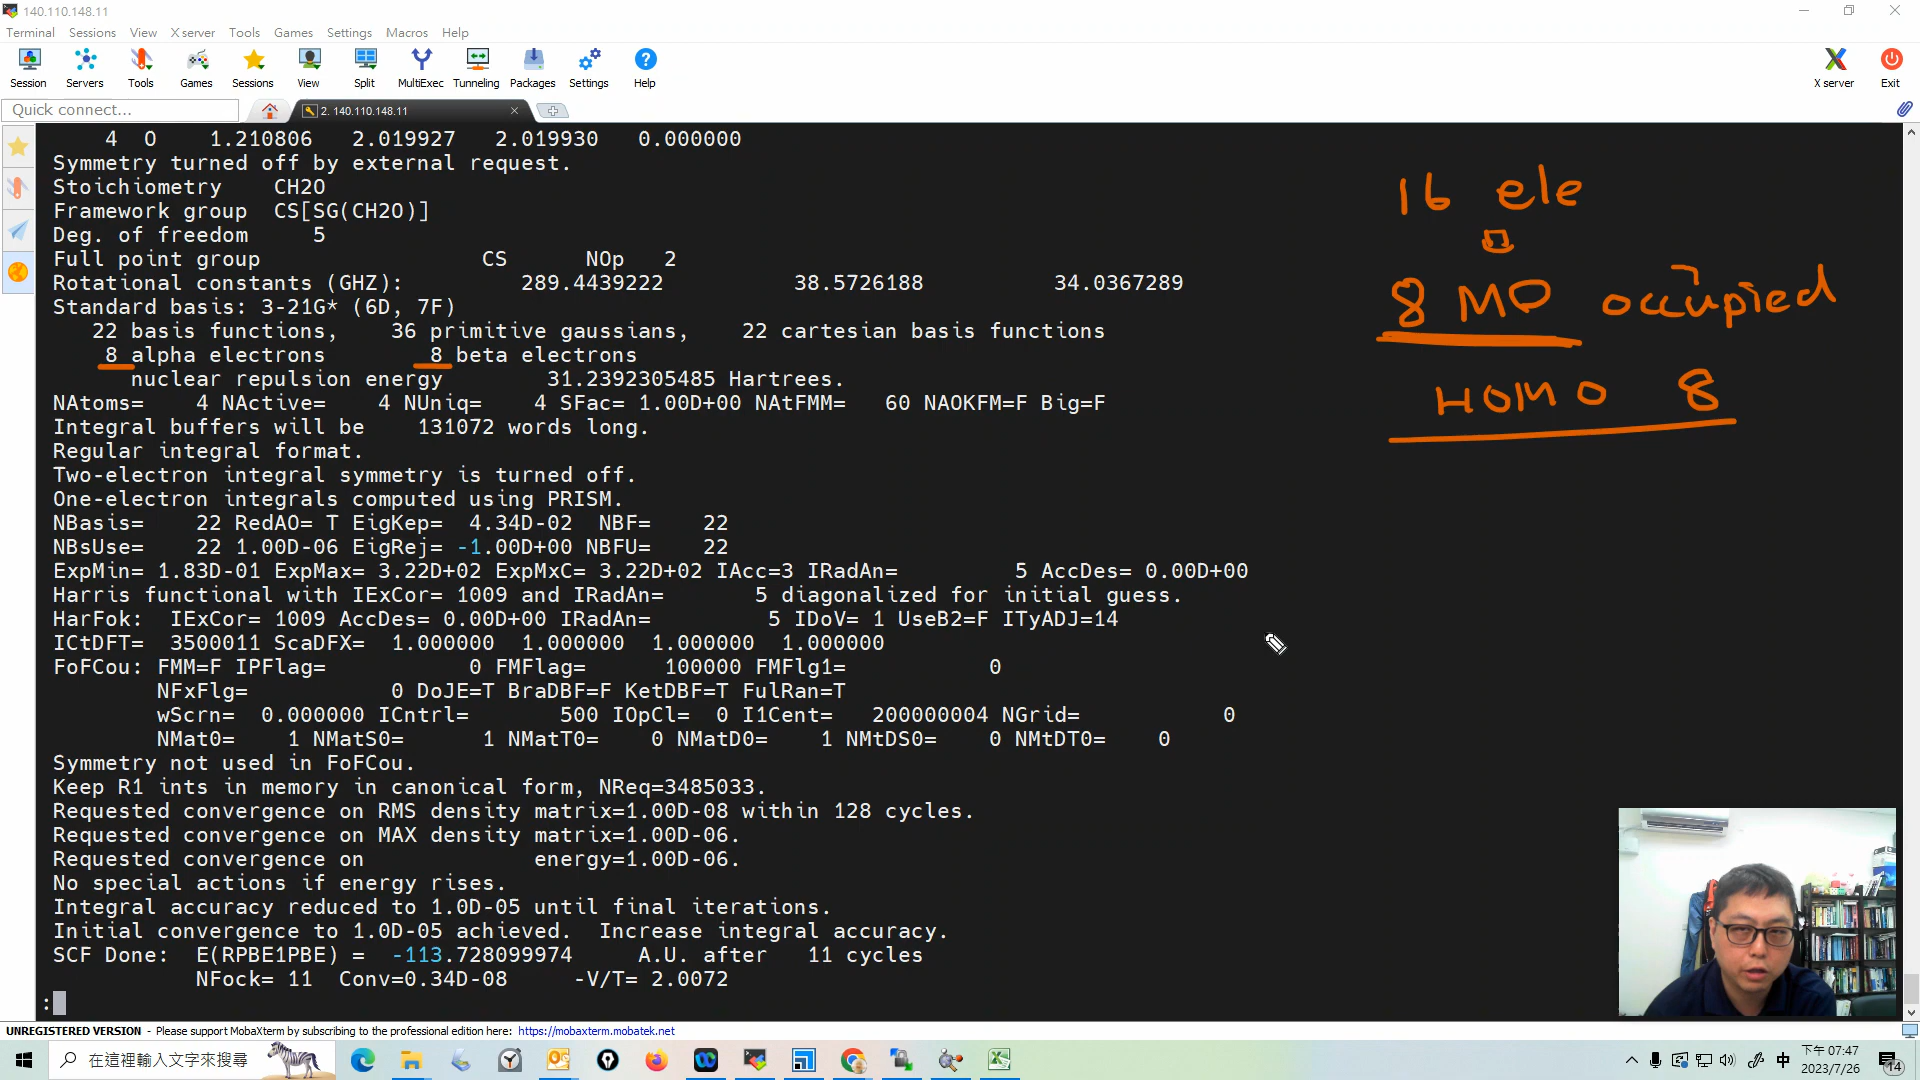 140.110.148.11
Terminal Sessions View X server Tools Games Settings Macros Help
Session Servers Tools Games Sessions View Split MultiExec Tunneling Packages Settings Help X server Exit
Quick connect... 2. 140.110.148.11
4 O 1.210806 2.019927 2.019930 0.000000
Symmetry turned off by external request.
Stoichiometry CH2O
Framework group CS[SG(CH2O)]
Deg. of freedom 5
Full point group CS NOp 2
Rotational constants (GHZ): 289.4439222 38.5726188 34.0367289
Standard basis: 3-21G* (6D, 7F)
22 basis functions, 36 primitive gaussians, 22 cartesian basis functions
8 alpha electrons 8 beta electrons
nuclear repulsion energy 31.2392305485 Hartrees.
NAtoms= 4 NActive= 4 NUniq= 4 SFac= 1.00D+00 NAtFMM= 60 NAOKFM=F Big=F
Integral buffers will be 131072 words long.
Regular integral format.
Two-electron integral symmetry is turned off.
One-electron integrals computed using PRISM.
NBasis= 22 RedAO= T EigKep= 4.34D-02 NBF= 22
NBsUse= 22 1.00D-06 EigRej= -1.00D+00 NBFU= 22
ExpMin= 1.83D-01 ExpMax= 3.22D+02 ExpMxC= 3.22D+02 IAcc=3 IRadAn= 5 AccDes= 0.00D+00
Harris functional with IExCor= 1009 and IRadAn= 5 diagonalized for initial guess.
HarFok: IExCor= 1009 AccDes= 0.00D+00 IRadAn= 5 IDoV= 1 UseB2=F ITyADJ=14
ICtDFT= 3500011 ScaDFX= 1.000000 1.000000 1.000000 1.000000
FoFCou: FMM=F IPFlag= 0 FMFlag= 100000 FMFlg1= 0
NFxFlg= 0 DoJE=T BraDBF=F KetDBF=T FulRan=T
wScrn= 0.000000 ICntrl= 500 IOpCl= 0 I1Cent= 200000004 NGrid= 0
NMat0= 1 NMatS0= 1 NMatT0= 0 NMatD0= 1 NMtDS0= 0 NMtDT0= 0
Symmetry not used in FoFCou.
Keep R1 ints in memory in canonical form, NReq=3485033.
Requested convergence on RMS density matrix=1.00D-08 within 128 cycles.
Requested convergence on MAX density matrix=1.00D-06.
Requested convergence on energy=1.00D-06.
No special actions if energy rises.
Integral accuracy reduced to 1.0D-05 until final iterations.
Initial convergence to 1.0D-05 achieved. Increase integral accuracy.
SCF Done: E(RPBE1PBE) = -113.728099974 A.U. after 11 cycles
NFock= 11 Conv=0.34D-08 -V/T= 2.0072
:
16 ele
8 MO occupied
HOMO 8
UNREGISTERED VERSION - Please support MobaXterm by subscribing to the professional edition here: https://mobaxterm.mobatek.net
在這裡輸入文字來搜尋
中
下午 07:47
2023/7/26
14